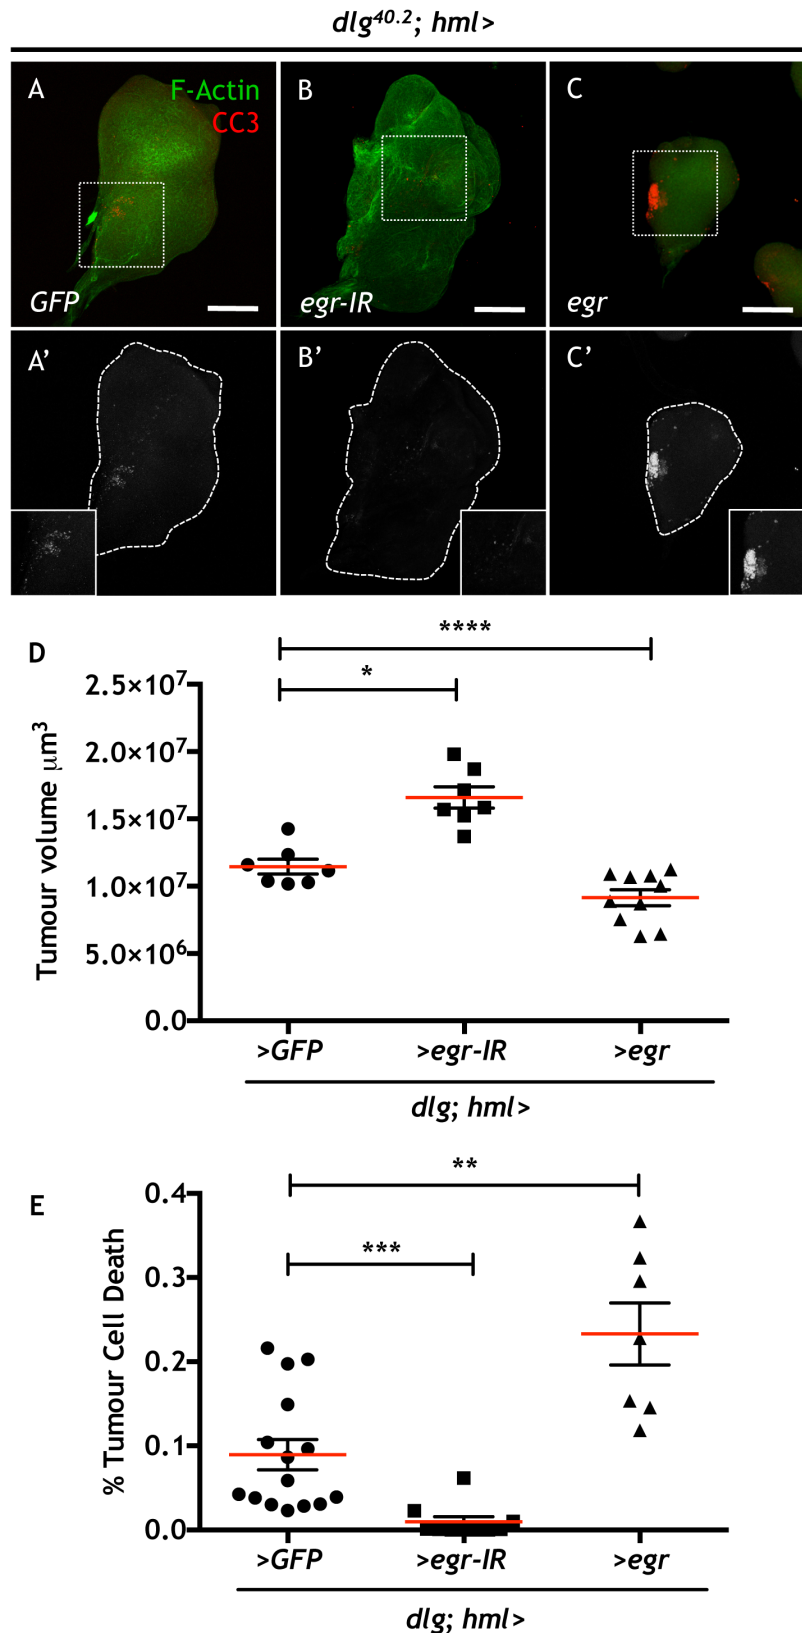 dlg40.2; hml>
A F-Actin B C
CC3
GFP egr-IR egr
A’ B’ C’
D
****
*
Tumour volume μm3
2.5×10⁷
2.0×10⁷
1.5×10⁷
1.0×10⁷
5.0×10⁶
0.0
>GFP >egr-IR >egr
dlg; hml>
E
**
***
% Tumour Cell Death
0.4
0.3
0.2
0.1
0.0
>GFP >egr-IR >egr
dlg; hml>